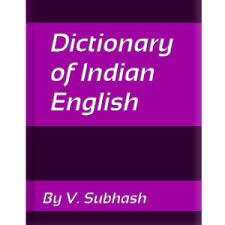 Dictionary
of Indian
English
By V. Subhash